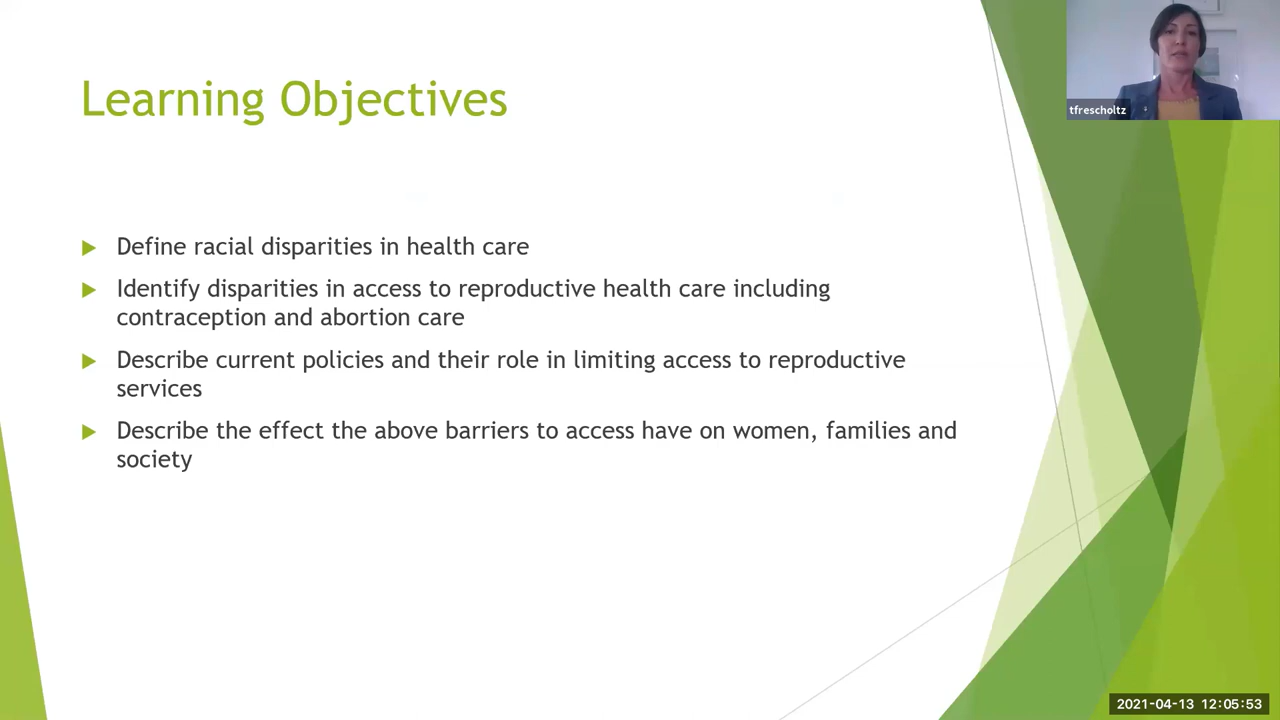 Learning Objectives
tfrescholtz
Define racial disparities in health care
Identify disparities in access to reproductive health care including
contraception and abortion care
Describe current policies and their role in limiting access to reproductive
services
Describe the effect the above barriers to access have on women, families and
society
2021-04-13 12:05:53